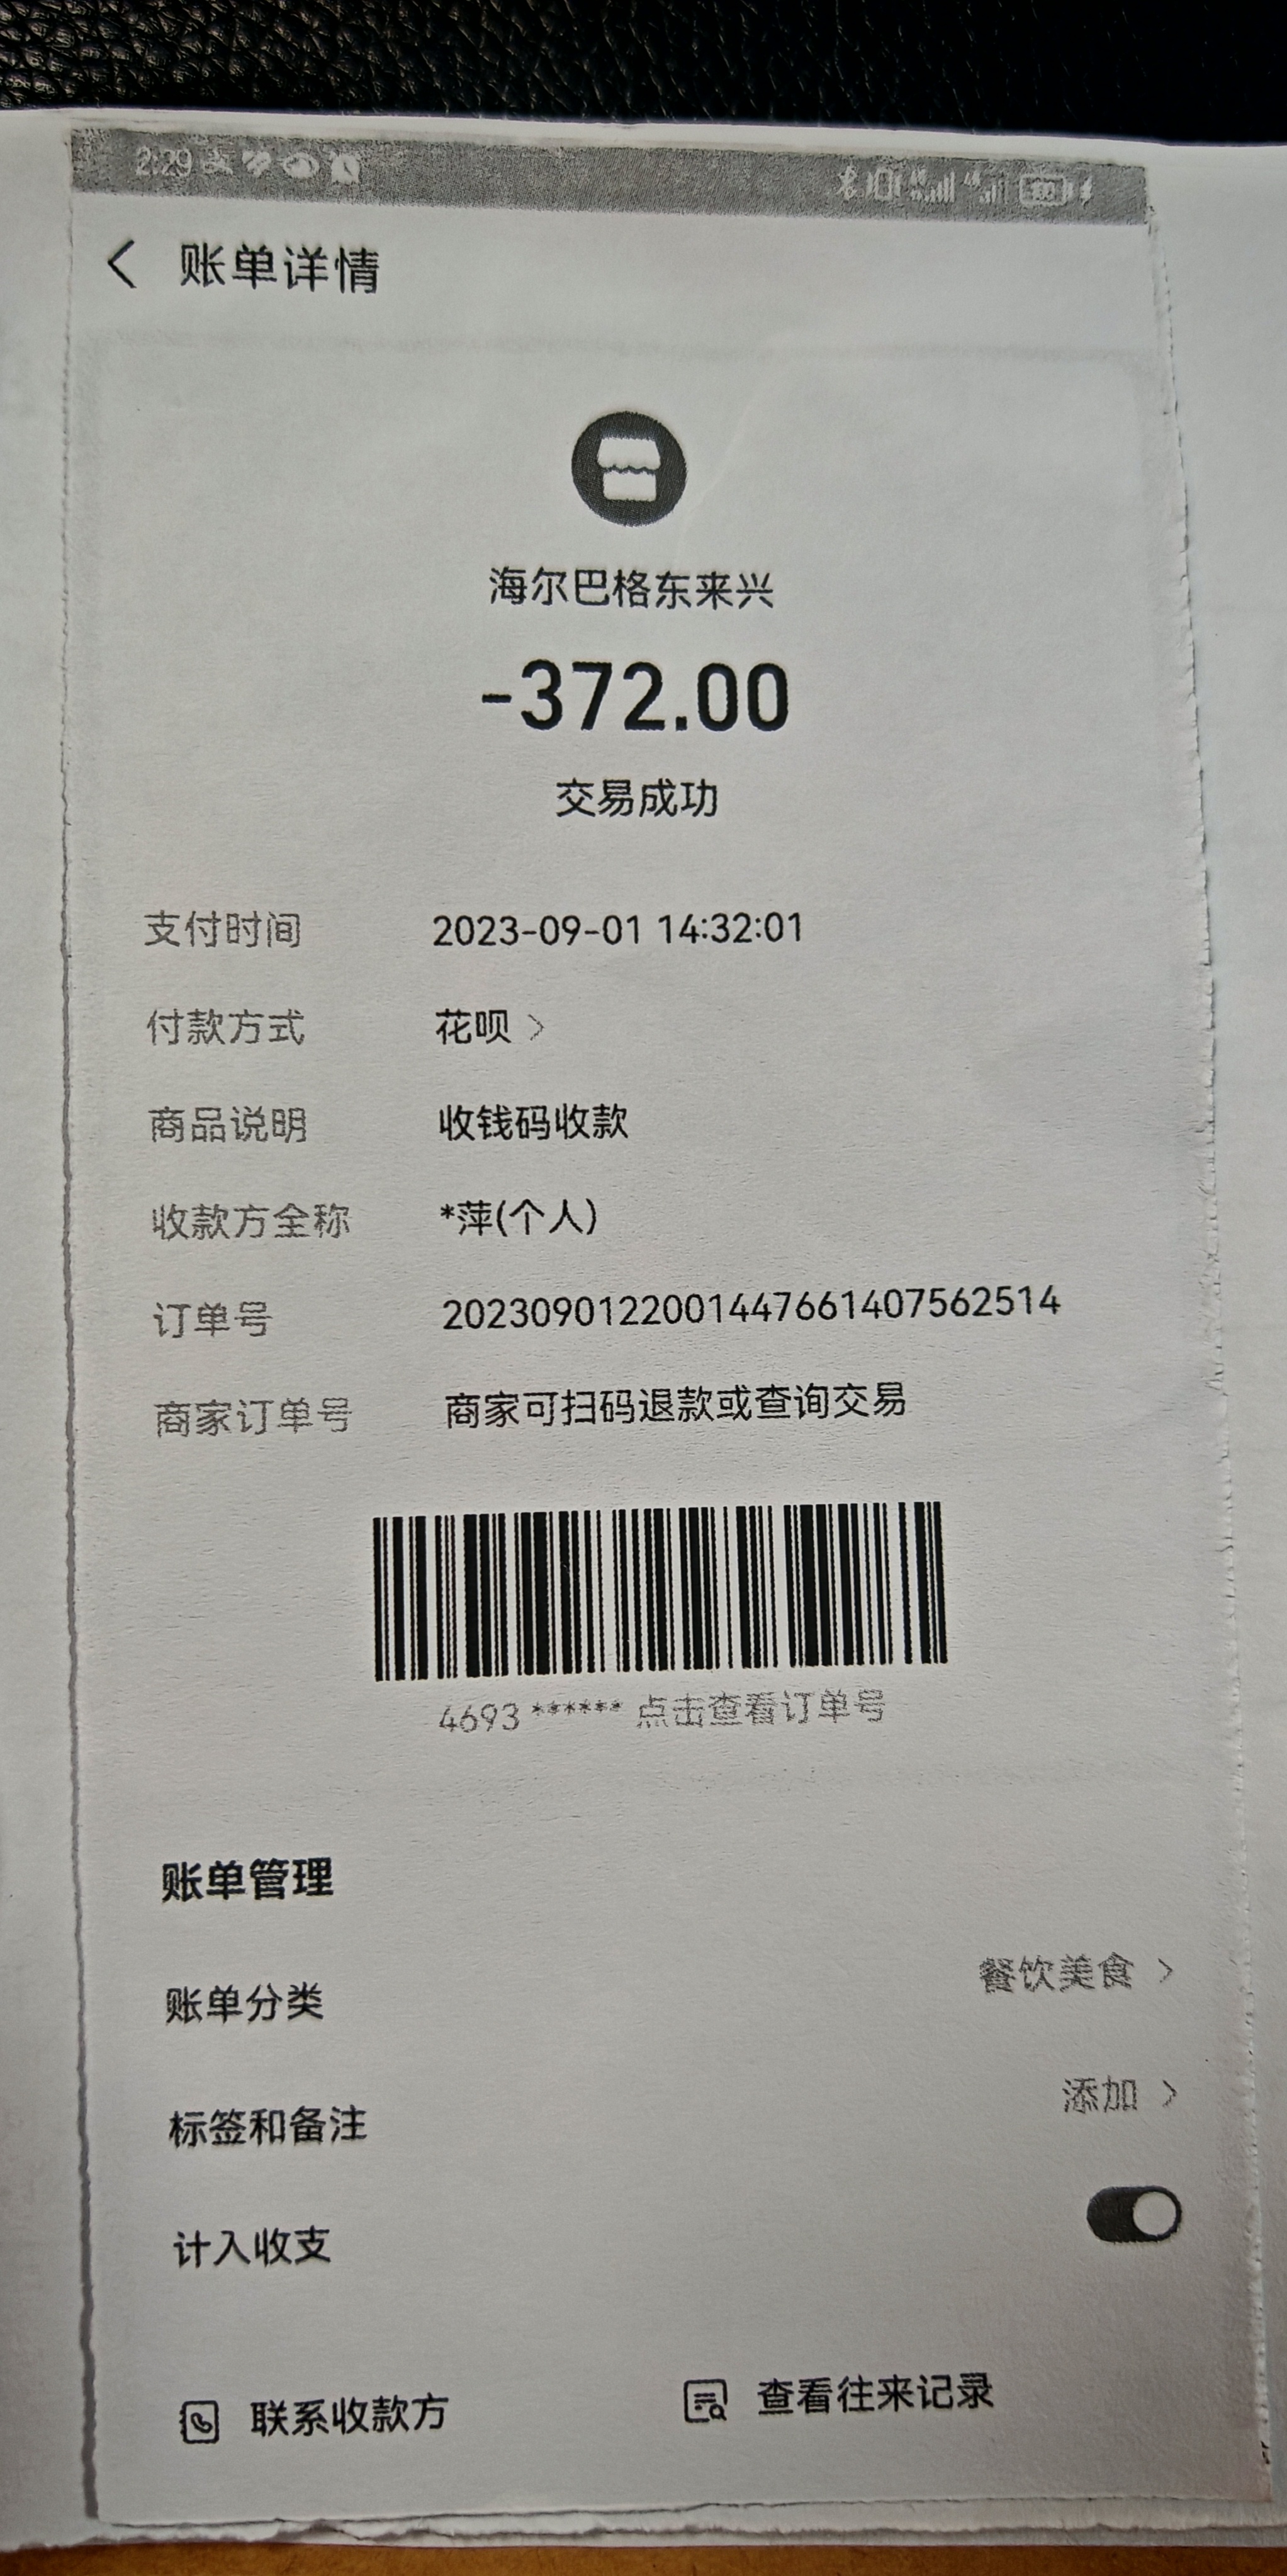 2:29
账单详情
海尔巴格东来兴
-372.00
交易成功
支付时间 2023-09-01 14:32:01
付款方式 花呗 >
商品说明 收钱码收款
收款方全称 *萍(个人)
订单号 2023090122001447661407562514
商家订单号 商家可扫码退款或查询交易
4693 ****** 点击查看订单号
账单管理
账单分类 餐饮美食 >
标签和备注 添加 >
计入收支
联系收款方 查看往来记录